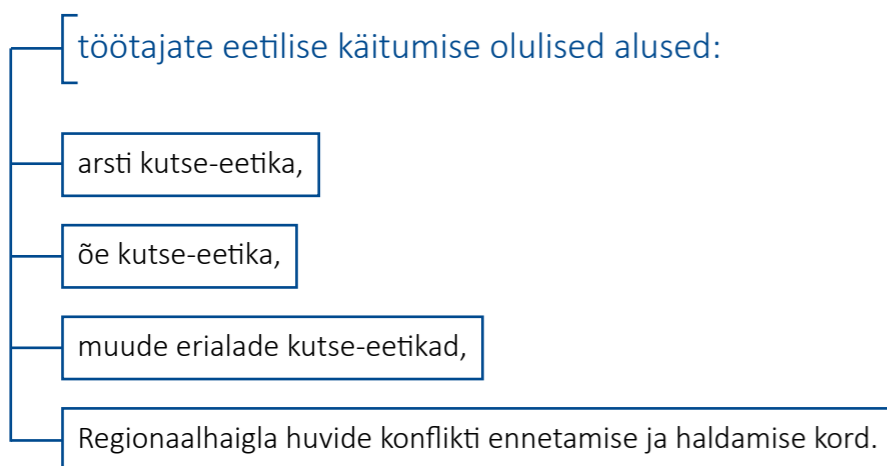 töötajate eetilise käitumise olulised alused:
arsti kutse-eetika,
õe kutse-eetika,
muude erialade kutse-eetikad,
Regionaalhaigla huvide konflikti ennetamise ja haldamise kord.